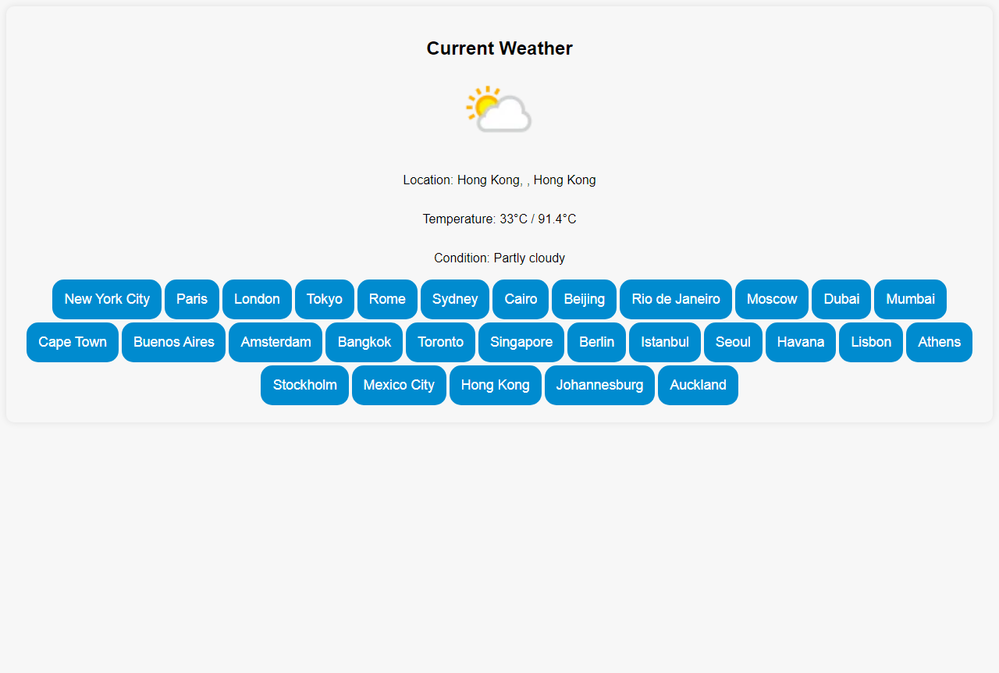 Current Weather
Location: Hong Kong, , Hong Kong
Temperature: 33°C / 91.4°C
Condition: Partly cloudy
New York City Paris London Tokyo Rome Sydney Cairo Beijing Rio de Janeiro Moscow Dubai Mumbai
Cape Town Buenos Aires Amsterdam Bangkok Toronto Singapore Berlin Istanbul Seoul Havana Lisbon Athens
Stockholm Mexico City Hong Kong Johannesburg Auckland